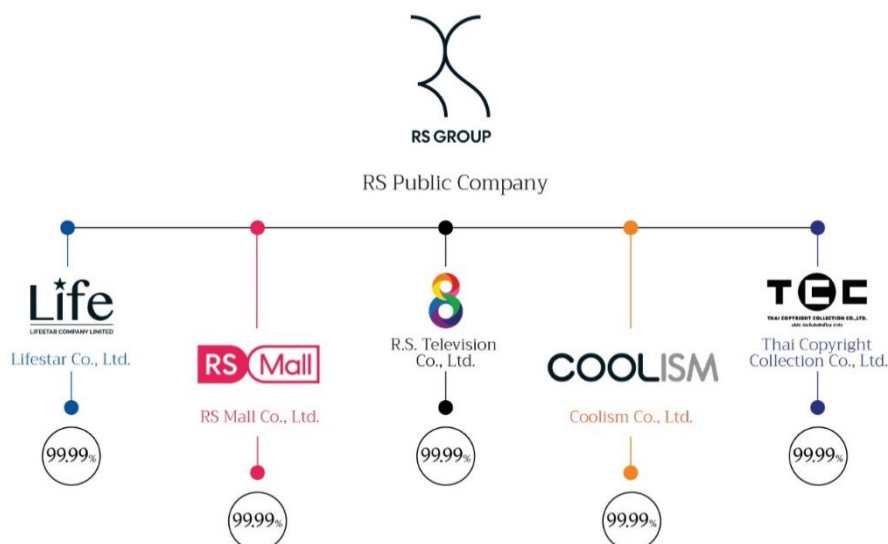 RS GROUP
RS Public Company
Life
LIFESTAR COMPANY LIMITED
Lifestar Co., Ltd.
99.99%
RS Mall
RS Mall Co., Ltd.
99.99%
8
R.S. Television
Co., Ltd.
99.99%
COOLISM
Coolism Co., Ltd.
99.99%
TCC
THAI COPYRIGHT COLLECTION CO.,LTD.
Thai Copyright
Collection Co., Ltd.
99.99%